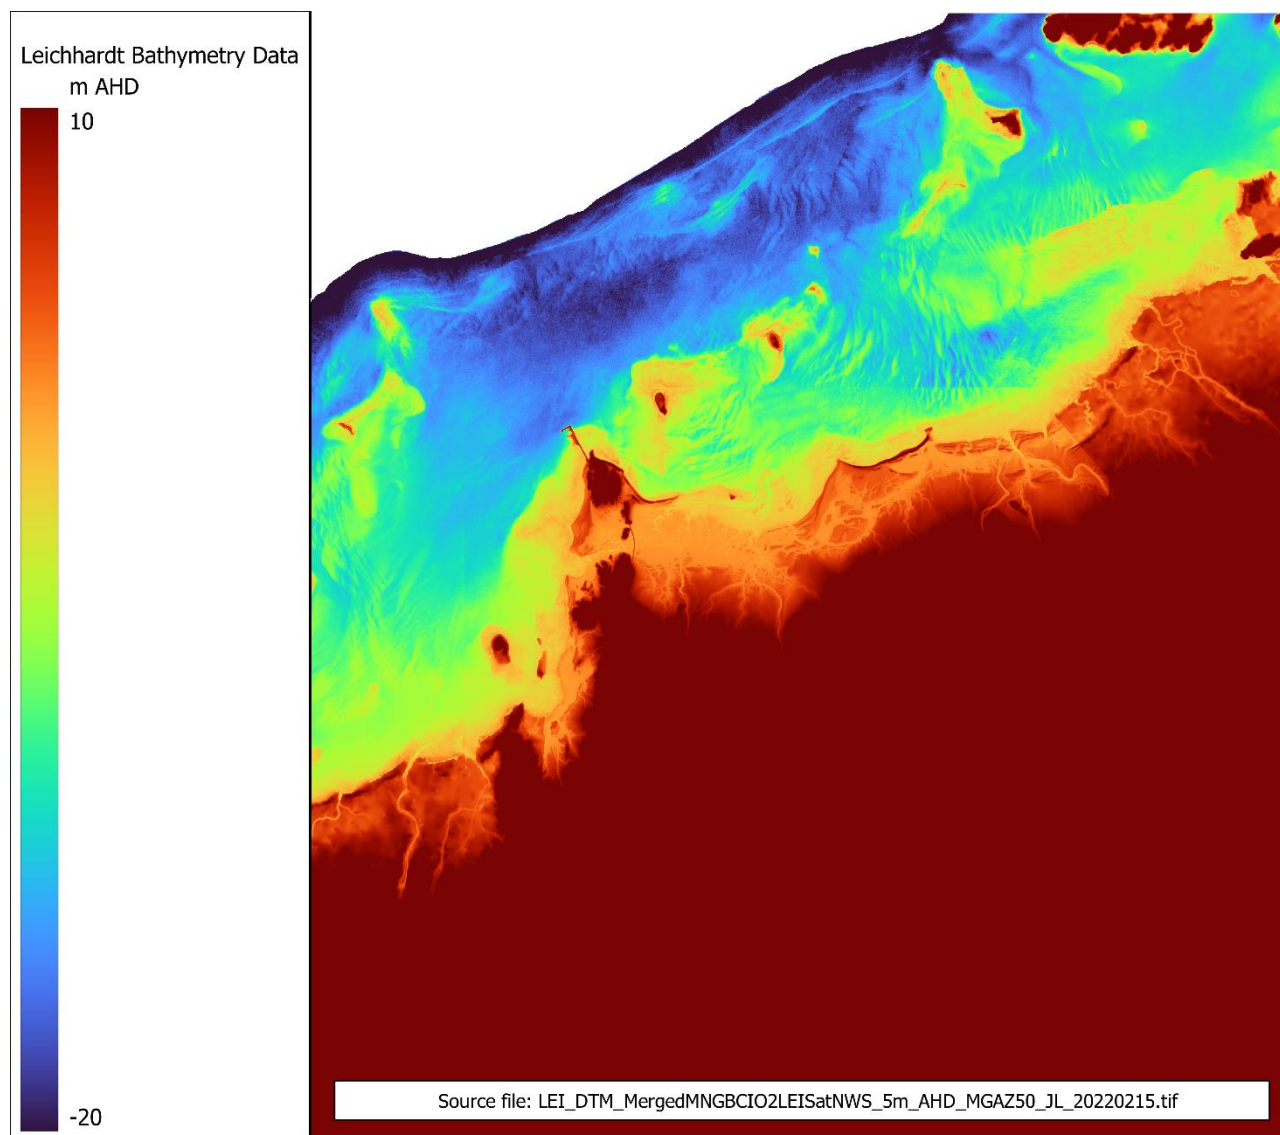 Leichhardt Bathymetry Data
m AHD
10
-20
Source file: LEI_DTM_MergedMNGBCIO2LEISatNWS_5m_AHD_MGAZ50_JL_20220215.tif